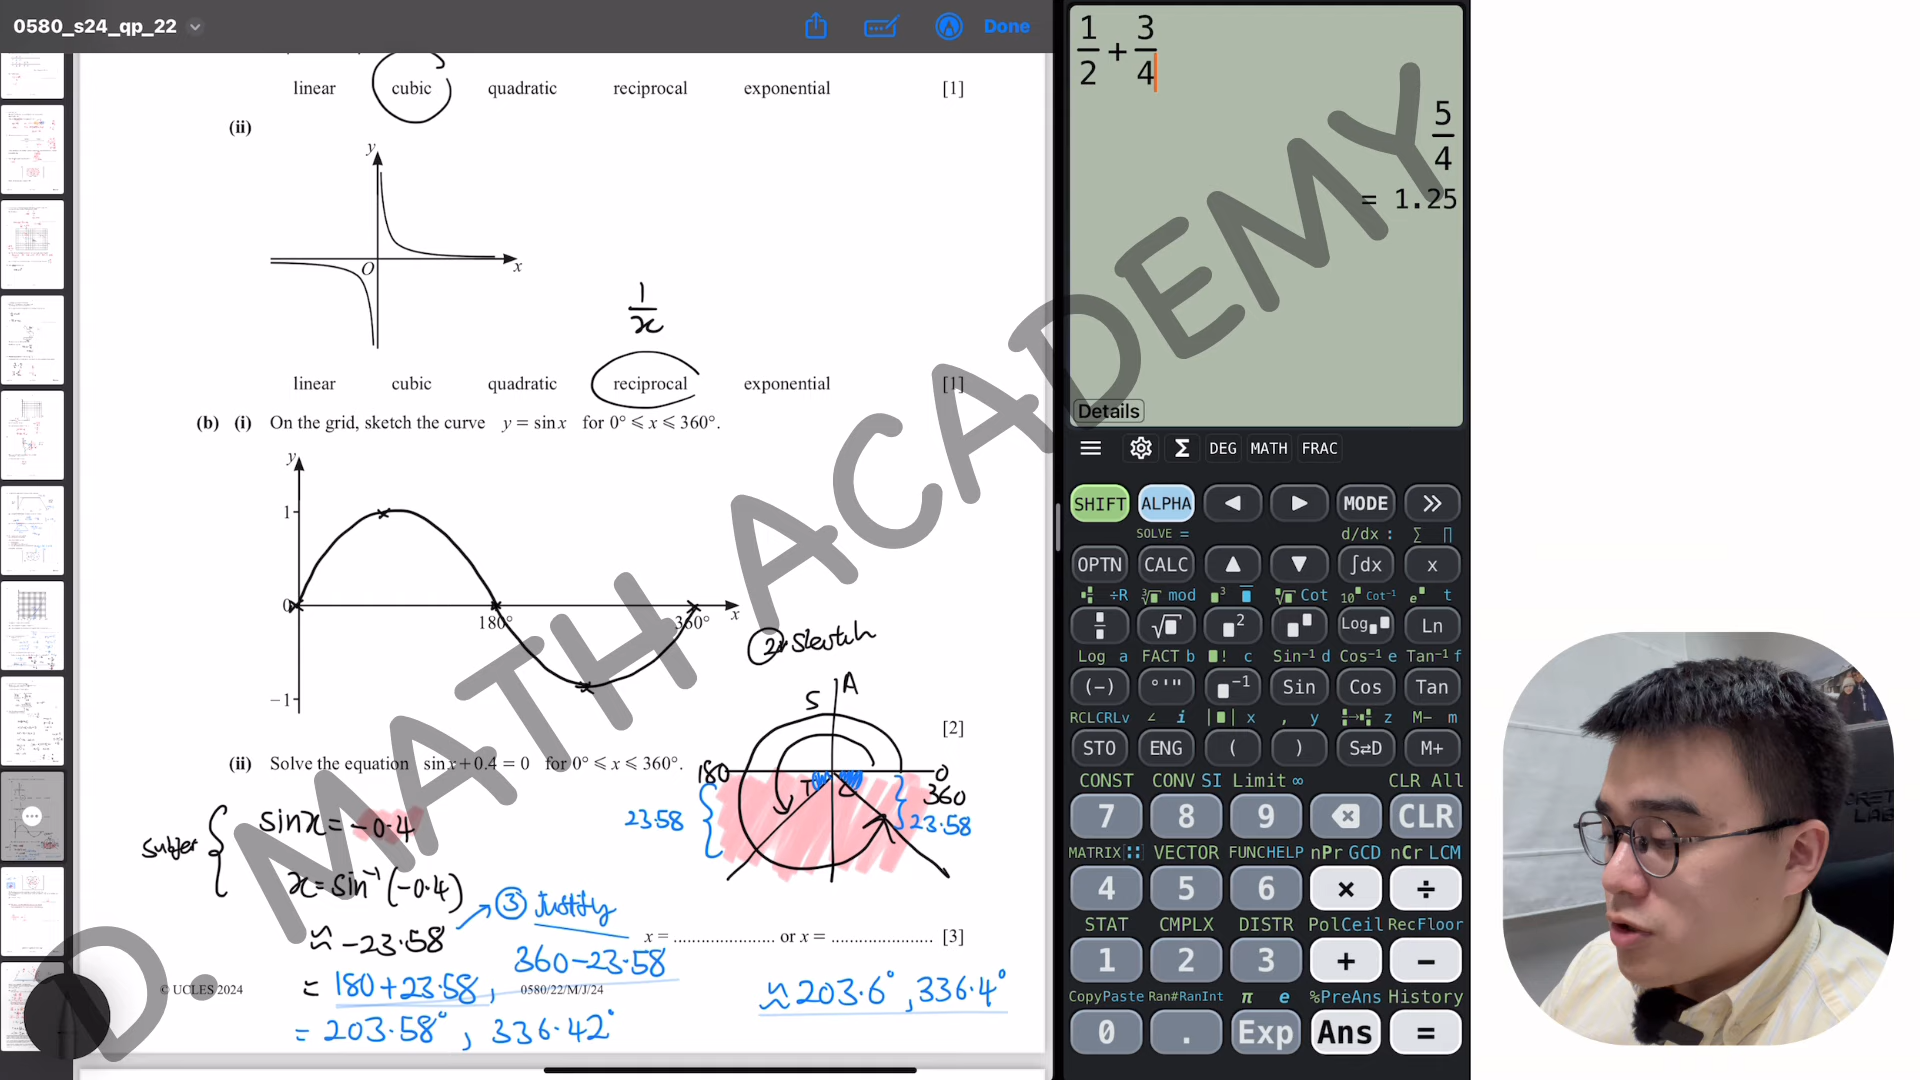 0580_s24_qp_22
Done
linear cubic quadratic reciprocal exponential [1]
(ii)
y
O
x
1
x
linear cubic quadratic reciprocal exponential [1]
(b) (i) On the grid, sketch the curve y = sin x for 0° ⩽ x ⩽ 360°.
y
1
0
180° 360° x
−1
② Sketch
S A
[2]
(ii) Solve the equation sin x + 0.4 = 0 for 0° ⩽ x ⩽ 360°.
180 0
T C 360
23.58 23.58
sinx = -0.4
x = sin⁻¹ (-0.4)
≈ -23.58
③ Justify
x = ...................... or x = ...................... [3]
= 180+23.58, 360-23.58
= 203.58°, 336.42°
≈ 203.6°, 336.4°
© UCLES 2024 0580/22/M/J/24
D. MATH ACADEMY
1/2 + 3/4
5/4
= 1.25
Details
Σ DEG MATH FRAC
SHIFT ALPHA ◀ ▶ MODE
SOLVE = d/dx : ∑ ∏
OPTN CALC ▲ ▼ ∫dx x
÷R mod Cot Cot⁻¹ t
Log Ln
Log a FACT b ! c Sin⁻¹ d Cos⁻¹ e Tan⁻¹ f
(−) °'" ⁻¹ Sin Cos Tan
RCL CRLv ∠ i x , y z M− m
STO ENG ( ) S⇄D M+
CONST CONV SI Limit ∞ CLR All
7 8 9 CLR
MATRIX VECTOR FUNC HELP nPr GCD nCr LCM
4 5 6 × ÷
STAT CMPLX DISTR Pol Ceil Rec Floor
1 2 3 + −
Copy Paste Ran# RanInt π e % PreAns History
0 . Exp Ans =